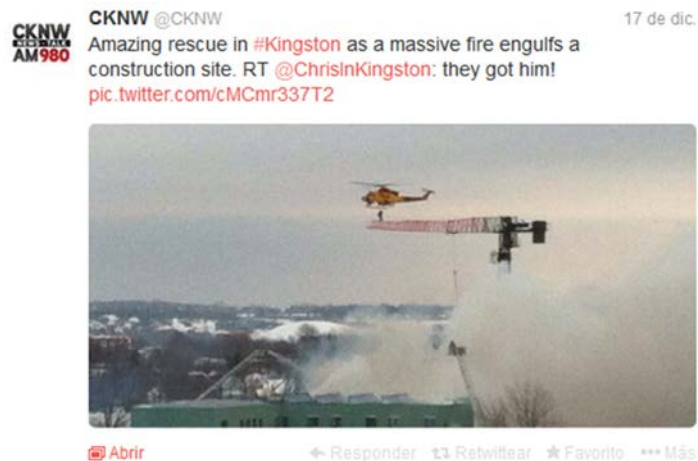 CKNW @CKNW 17 de dic.
CKNW
NEWS · TALK
AM980
Amazing rescue in #Kingston as a massive fire engulfs a
construction site. RT @ChrisInKingston: they got him!
pic.twitter.com/cMCmr337T2
Abrir Responder Retwittear Favorito Más